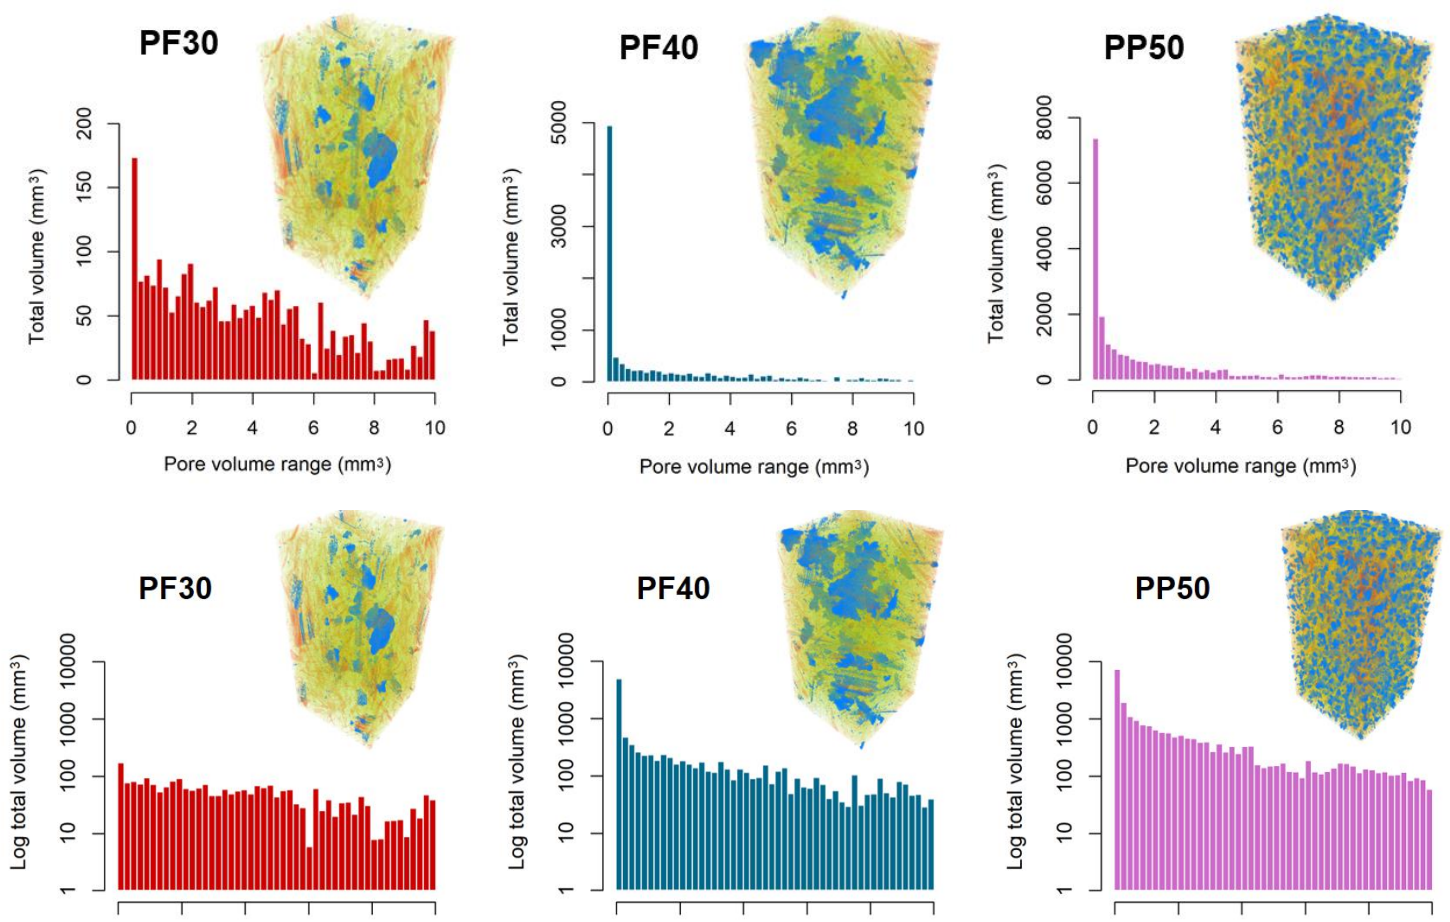 PF30
PF40
PP50
Total volume (mm³)
200
150
100
50
0
0 2 4 6 8 10
Pore volume range (mm³)
Total volume (mm³)
5000
3000
1000
0
0 2 4 6 8 10
Pore volume range (mm³)
Total volume (mm³)
8000
6000
4000
2000
0
0 2 4 6 8 10
Pore volume range (mm³)
PF30
PF40
PP50
Log total volume (mm³)
10000
1000
100
10
1
Log total volume (mm³)
10000
1000
100
10
1
Log total volume (mm³)
10000
1000
100
10
1